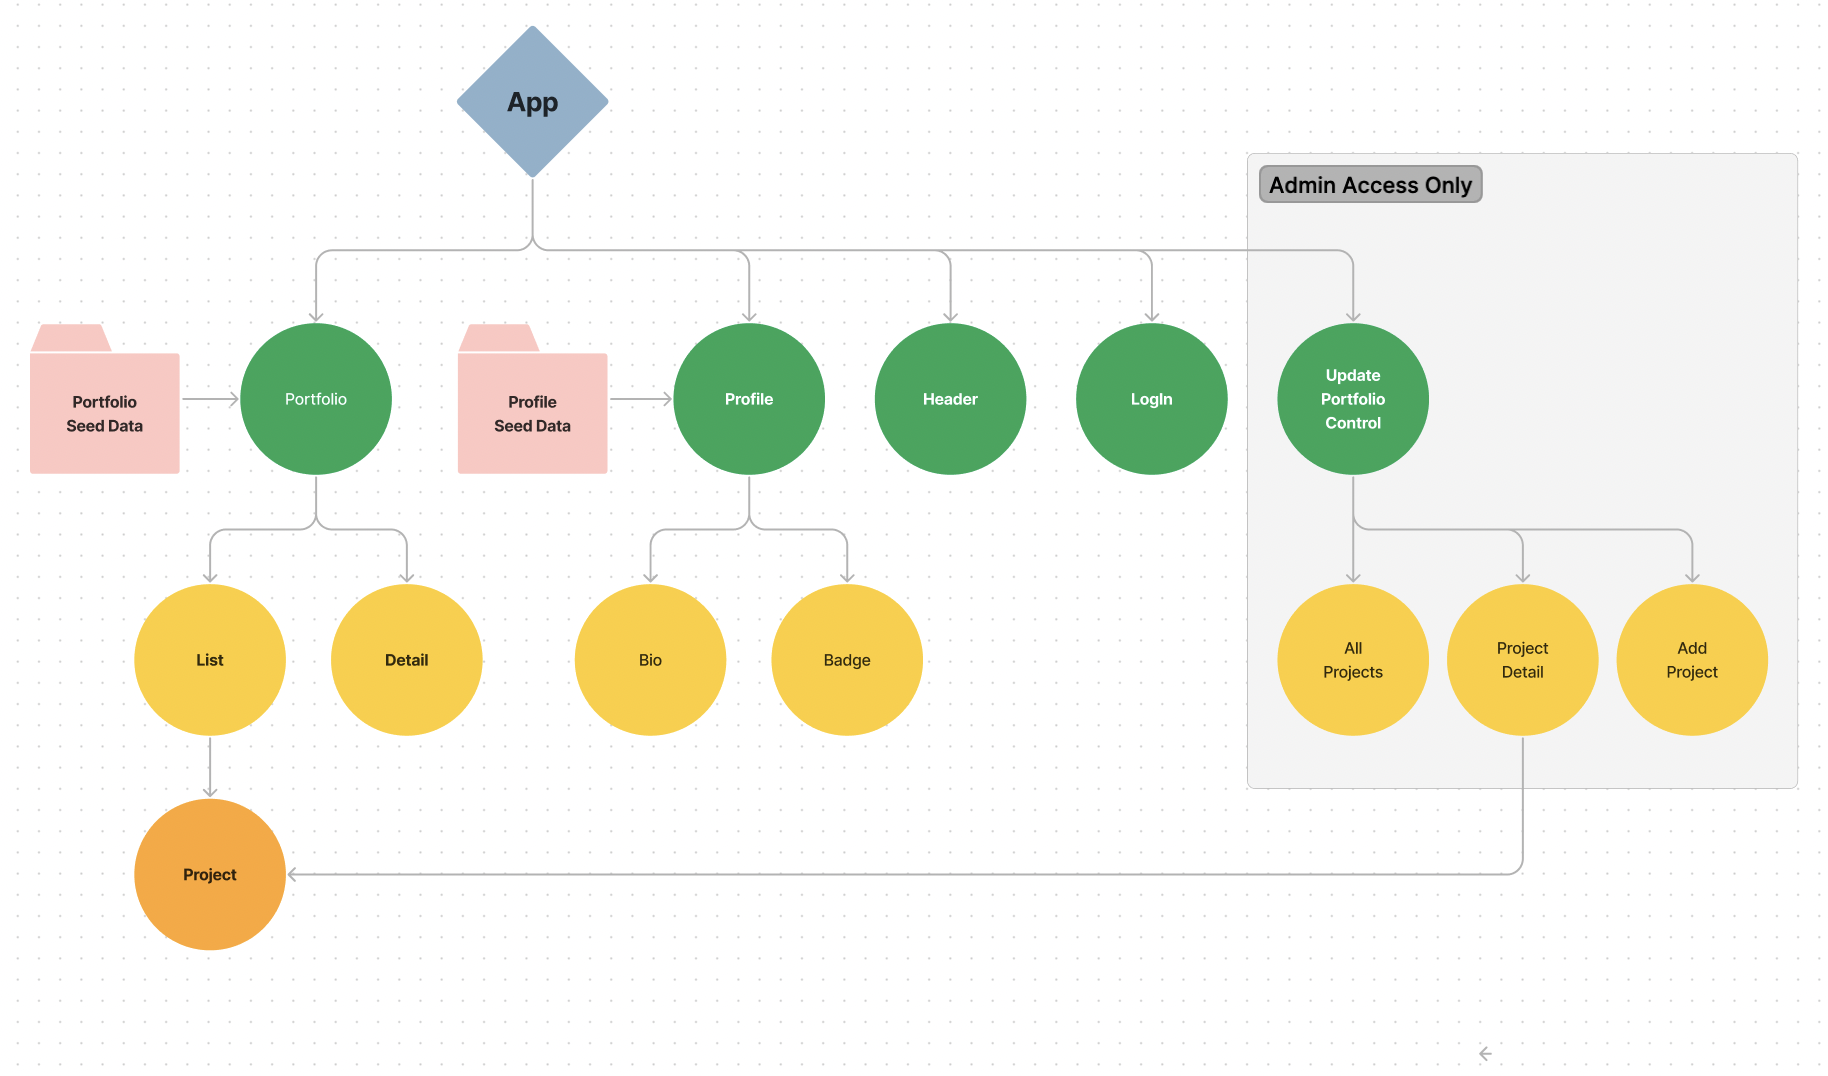 App
Admin Access Only
Portfolio
Seed Data
Portfolio
Profile
Seed Data
Profile
Header
LogIn
Update
Portfolio
Control
List
Detail
Bio
Badge
All
Projects
Project
Detail
Add
Project
Project